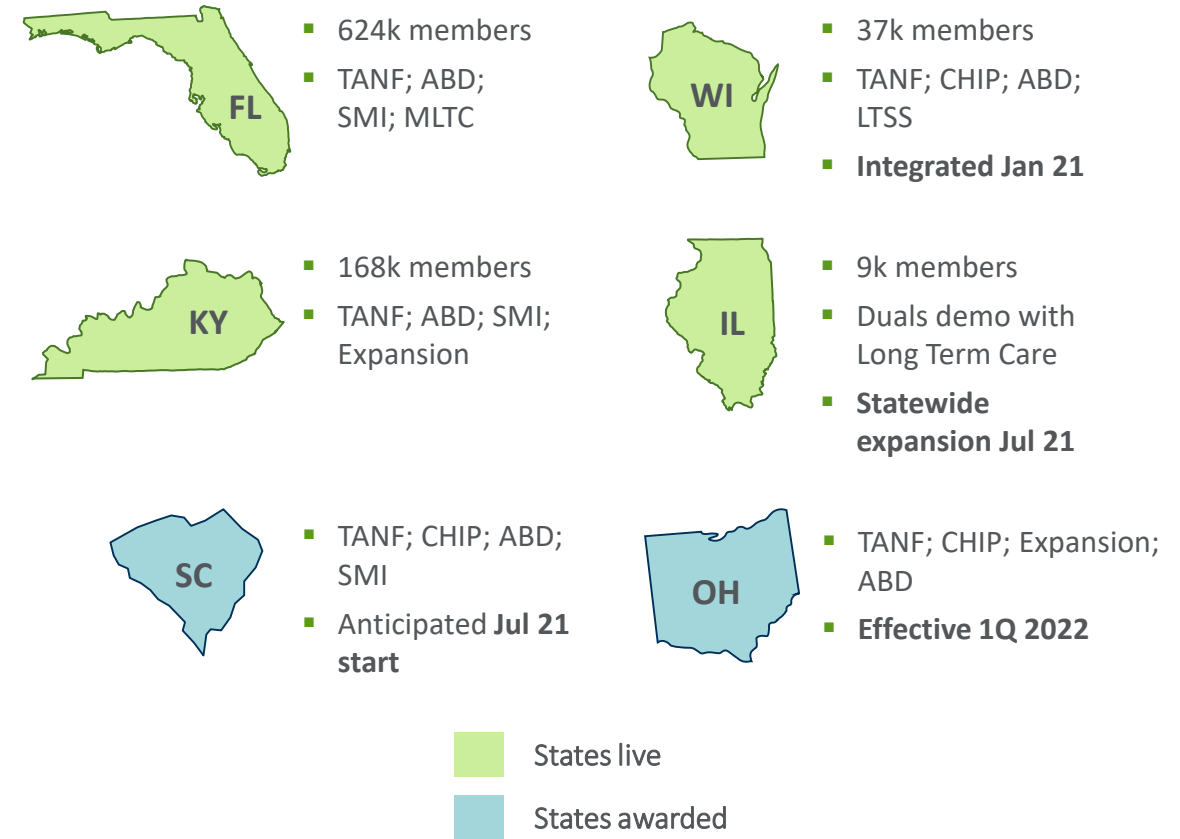 FL
▪ 624k members
▪ TANF; ABD;
SMI; MLTC
WI
▪ 37k members
▪ TANF; CHIP; ABD;
LTSS
▪ Integrated Jan 21
KY
▪ 168k members
▪ TANF; ABD; SMI;
Expansion
IL
▪ 9k members
▪ Duals demo with
Long Term Care
▪ Statewide
expansion Jul 21
SC
▪ TANF; CHIP; ABD;
SMI
▪ Anticipated Jul 21
start
OH
▪ TANF; CHIP; Expansion;
ABD
▪ Effective 1Q 2022
States live
States awarded